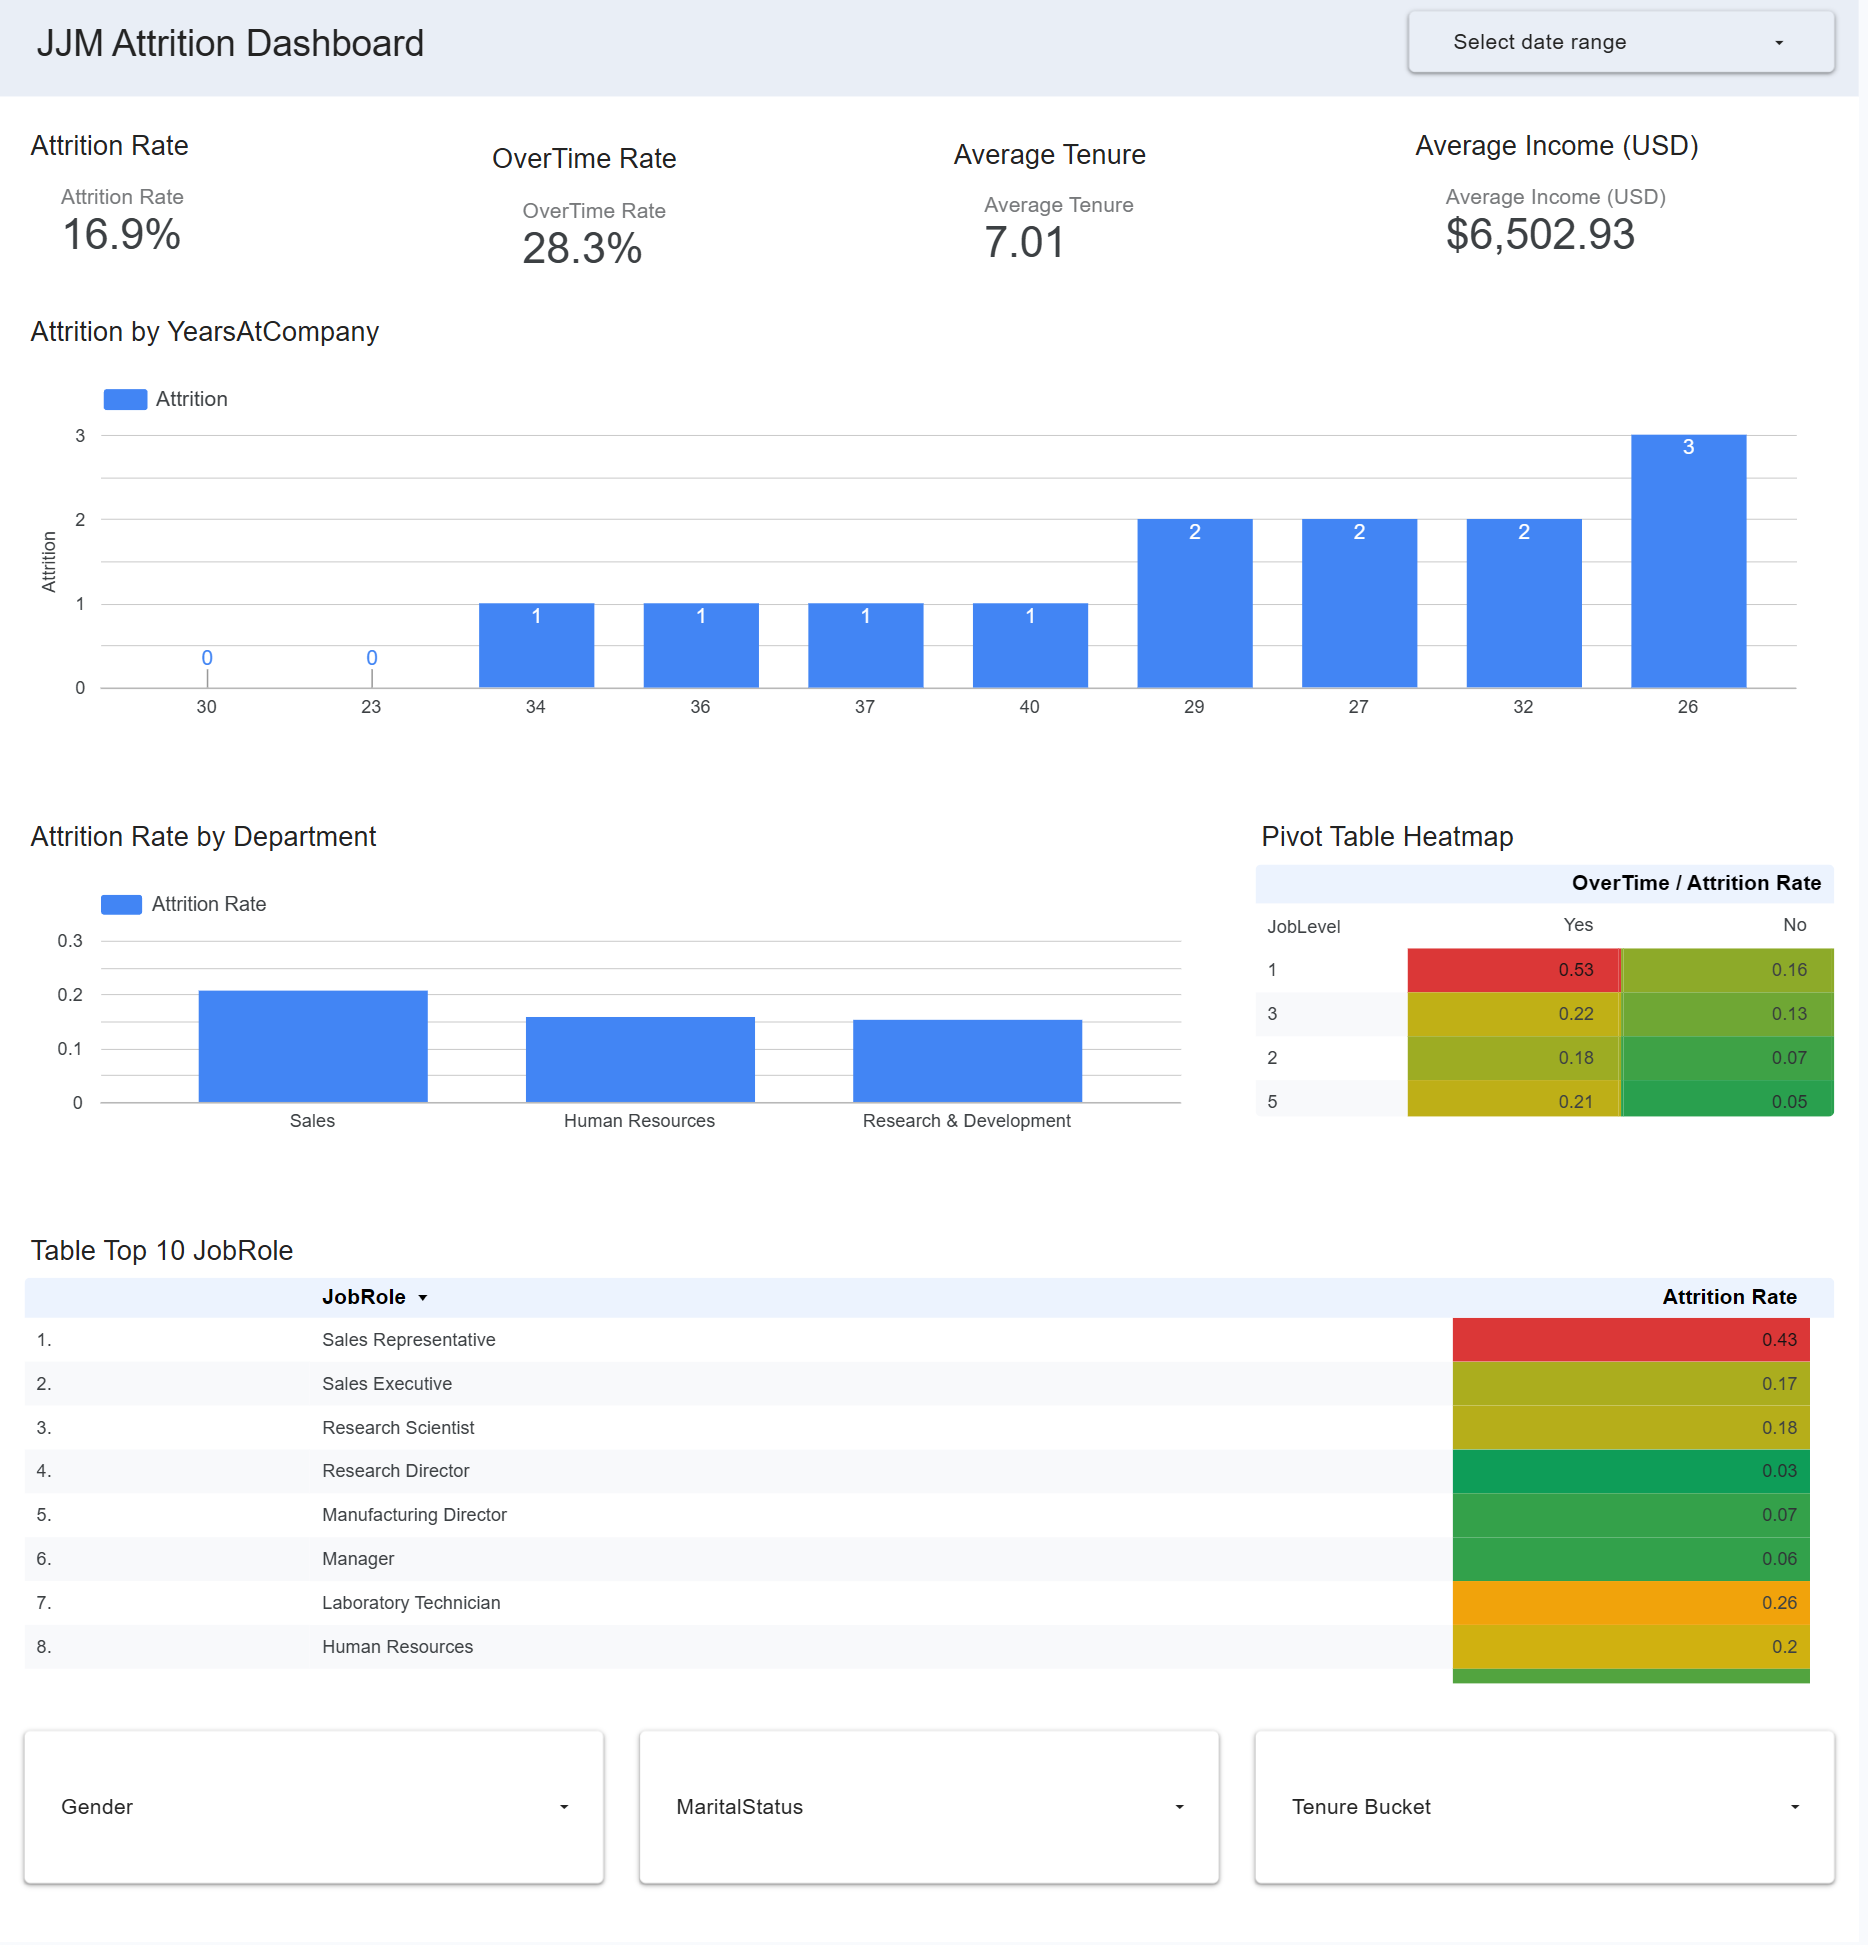 JJM Attrition Dashboard
Select date range
Attrition Rate
Attrition Rate
16.9%
OverTime Rate
OverTime Rate
28.3%
Average Tenure
Average Tenure
7.01
Average Income (USD)
Average Income (USD)
$6,502.93
Attrition by YearsAtCompany
Attrition
3
2
1
0
Attrition
0 0 1 1 1 1 2 2 2 3
30 23 34 36 37 40 29 27 32 26
Attrition Rate by Department
Attrition Rate
0.3
0.2
0.1
0
Sales Human Resources Research & Development
Pivot Table Heatmap
OverTime / Attrition Rate
JobLevel Yes No
1 0.53 0.16
3 0.22 0.13
2 0.18 0.07
5 0.21 0.05
Table Top 10 JobRole
JobRole Attrition Rate
1. Sales Representative 0.43
2. Sales Executive 0.17
3. Research Scientist 0.18
4. Research Director 0.03
5. Manufacturing Director 0.07
6. Manager 0.06
7. Laboratory Technician 0.26
8. Human Resources 0.2
Gender
MaritalStatus
Tenure Bucket